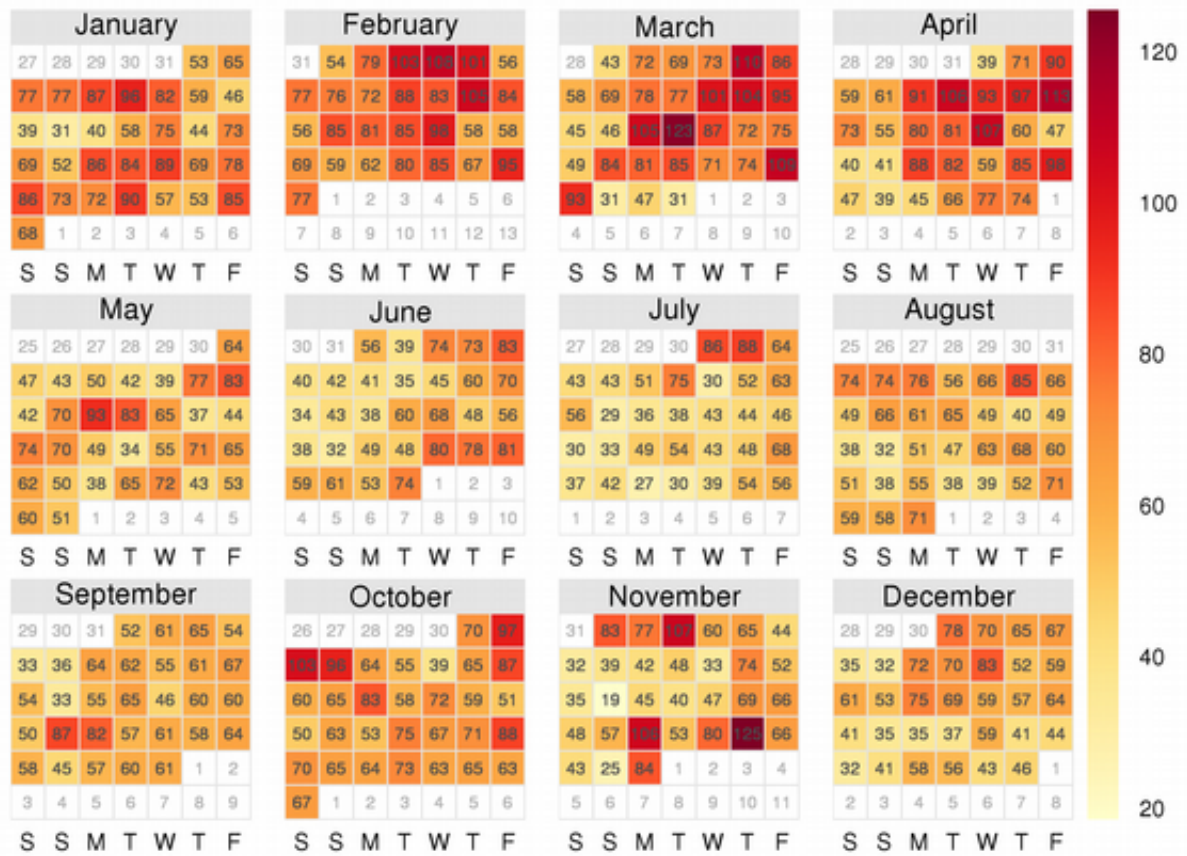 January February March April
27 28 29 30 31 53 65 31 54 79 103 108 101 56 28 43 72 69 73 110 86 28 29 30 31 39 71 90 120
77 77 87 96 82 59 46 77 76 72 88 83 105 84 58 69 78 77 101 104 95 59 61 91 106 93 97 113
39 31 40 58 75 44 73 56 85 81 85 98 58 58 45 46 105 123 87 72 75 73 55 80 81 107 60 47
69 52 86 84 89 69 78 69 59 62 80 85 67 95 49 84 81 85 71 74 108 40 41 88 82 59 85 98
86 73 72 90 57 53 85 77 1 2 3 4 5 6 93 31 47 31 1 2 3 47 39 45 66 77 74 1 100
68 1 2 3 4 5 6 7 8 9 10 11 12 13 4 5 6 7 8 9 10 2 3 4 5 6 7 8
S S M T W T F S S M T W T F S S M T W T F S S M T W T F
May June July August
25 26 27 28 29 30 64 30 31 56 39 74 73 83 27 28 29 30 86 88 64 25 26 27 28 29 30 31 80
47 43 50 42 39 77 83 40 42 41 35 45 60 70 43 43 51 75 30 52 63 74 74 76 56 66 85 66
42 70 93 83 65 37 44 34 43 38 60 68 48 56 56 29 36 38 43 44 46 49 66 61 65 49 40 49
74 70 49 34 55 71 65 38 32 49 48 80 78 81 30 33 49 54 43 48 68 38 32 51 47 63 68 60
62 50 38 65 72 43 53 59 61 53 74 1 2 3 37 42 27 30 39 54 56 51 38 55 38 39 52 71 60
60 51 1 2 3 4 5 4 5 6 7 8 9 10 1 2 3 4 5 6 7 59 58 71 1 2 3 4
S S M T W T F S S M T W T F S S M T W T F S S M T W T F
September October November December
29 30 31 52 61 65 54 26 27 28 29 30 70 97 31 83 77 107 60 65 44 28 29 30 78 70 65 67
33 36 64 62 55 61 67 103 96 64 55 39 65 87 32 39 42 48 33 74 52 35 32 72 70 83 52 59 40
54 33 55 65 46 60 60 60 65 83 58 72 59 51 35 19 45 40 47 69 66 61 53 75 69 59 57 64
50 87 82 57 61 58 64 50 63 53 75 67 71 88 48 57 53 80 125 66 41 35 35 37 59 41 44
58 45 57 60 61 1 2 70 65 64 73 63 65 63 43 25 84 1 2 3 4 32 41 58 56 43 46 1
3 4 5 6 7 8 9 67 1 2 3 4 5 6 5 6 7 8 9 10 11 2 3 4 5 6 7 8 20
S S M T W T F S S M T W T F S S M T W T F S S M T W T F